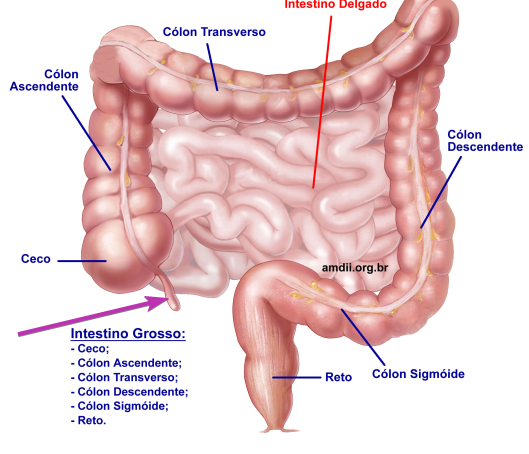 Intestino Delgado
Cólon Transverso
Cólon
Ascendente
Cólon
Descendente
Ceco
amdii.org.br
Intestino Grosso:
- Ceco;
- Cólon Ascendente;
- Cólon Transverso;
- Cólon Descendente;
- Cólon Sigmóide;
- Reto.
Reto
Cólon Sigmóide